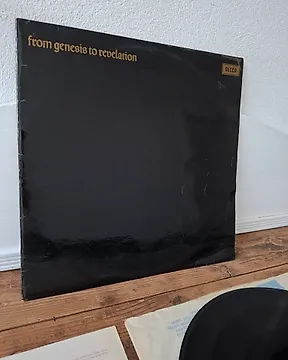 from genesis to revelation
DECCA